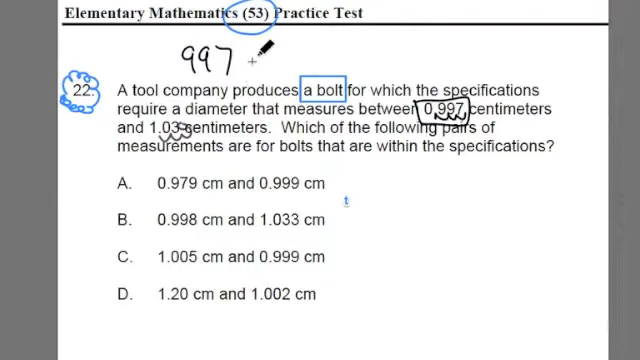 Elementary Mathematics (53) Practice Test
997 +
22. A tool company produces a bolt for which the specifications
require a diameter that measures between 0.997 centimeters
and 1.03 centimeters. Which of the following pairs of
measurements are for bolts that are within the specifications?
A. 0.979 cm and 0.999 cm
t
B. 0.998 cm and 1.033 cm
C. 1.005 cm and 0.999 cm
D. 1.20 cm and 1.002 cm